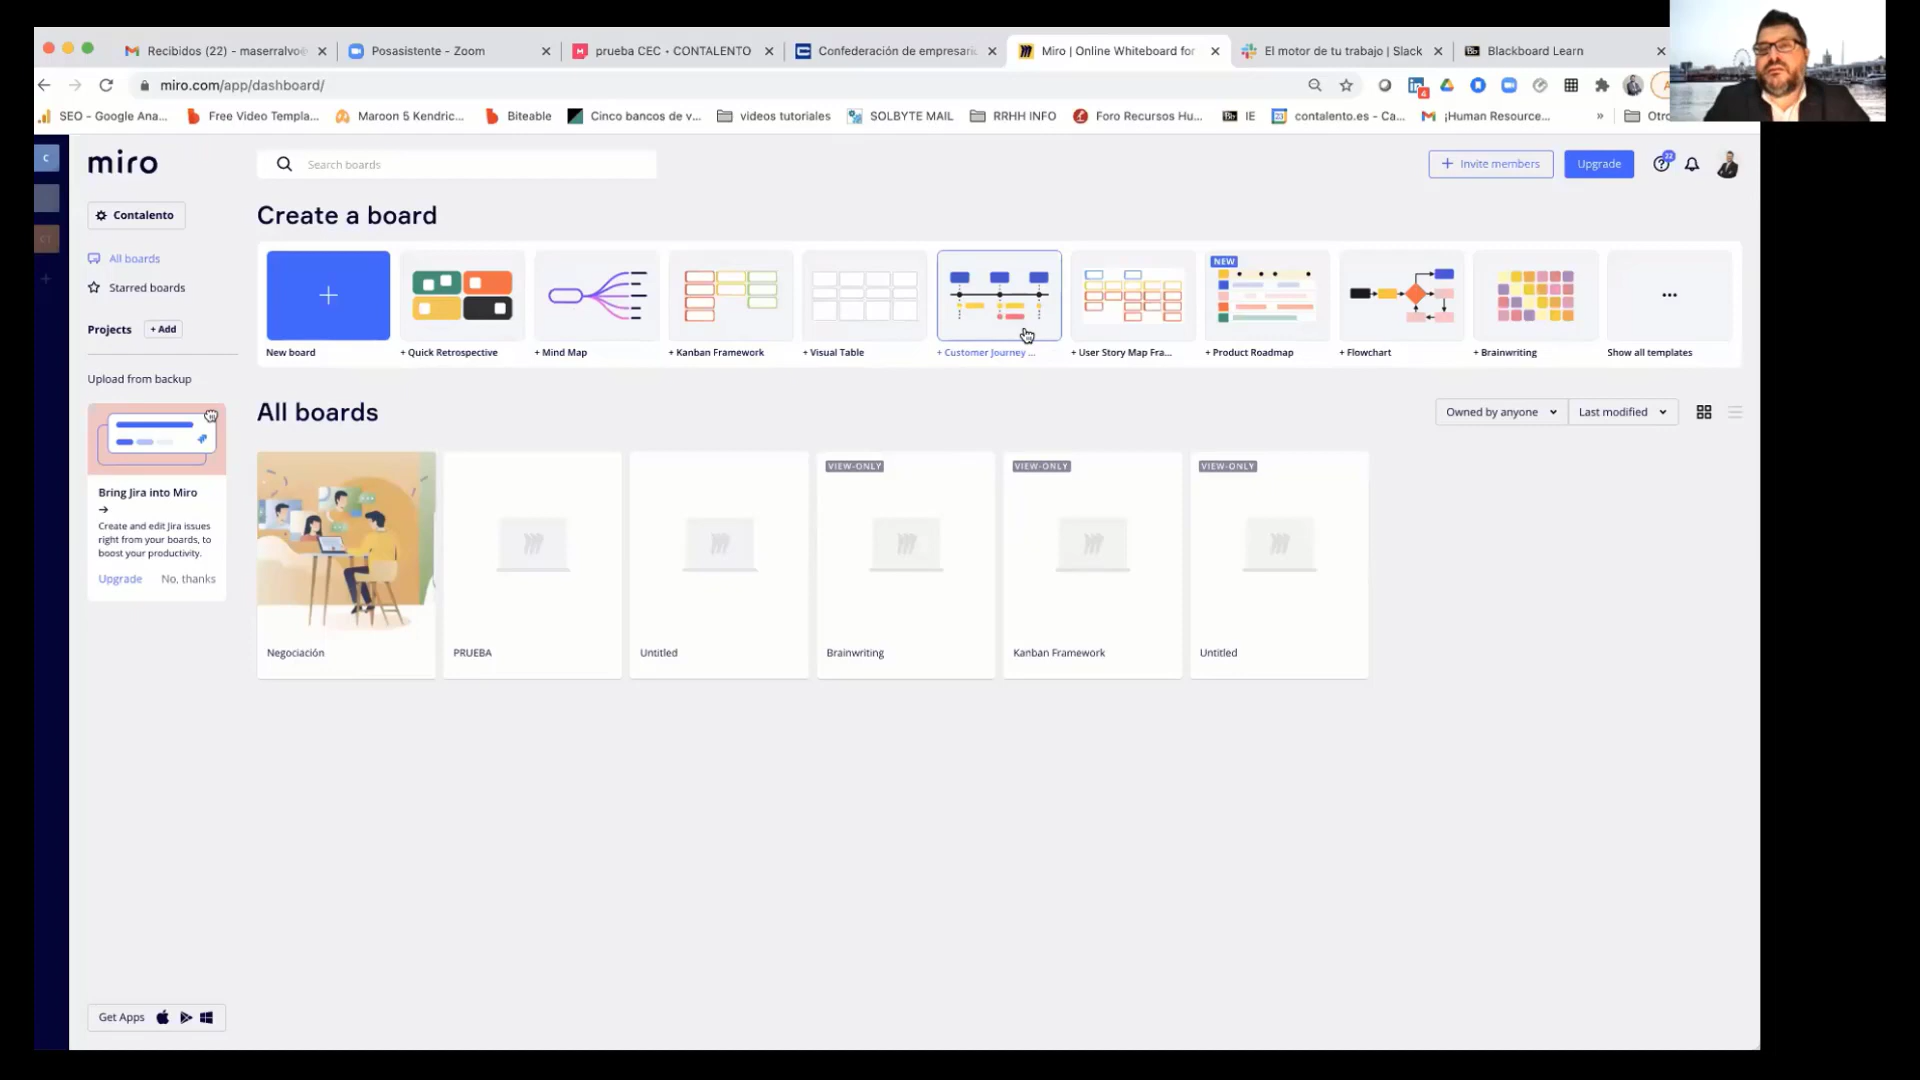 Recibidos (22) - maserralvo@
Posasistente - Zoom
prueba CEC • CONTALENTO
Confederación de empresari
Miro | Online Whiteboard for
El motor de tu trabajo | Slack
Blackboard Learn
miro.com/app/dashboard/
4
SEO - Google Ana...
Free Video Templa...
Maroon 5 Kendric...
Biteable
Cinco bancos de v...
videos tutoriales
SOLBYTE MAIL
RRHH INFO
Foro Recursos Hu...
Bb IE
contalento.es - Ca...
¡Human Resource...
»
Otro
C
miro
Search boards
+ Invite members
Upgrade
22
Contalento
Create a board
CT
All boards
Starred boards
NEW
Projects
+ Add
New board
+ Quick Retrospective
+ Mind Map
+ Kanban Framework
+ Visual Table
+ Customer Journey ...
+ User Story Map Fra...
+ Product Roadmap
+ Flowchart
+ Brainwriting
Show all templates
Upload from backup
All boards
Owned by anyone
Last modified
VIEW-ONLY
VIEW-ONLY
VIEW-ONLY
Bring Jira into Miro
→
Create and edit Jira issues
right from your boards, to
boost your productivity.
Upgrade
No, thanks
Negociación
PRUEBA
Untitled
Brainwriting
Kanban Framework
Untitled
Get Apps